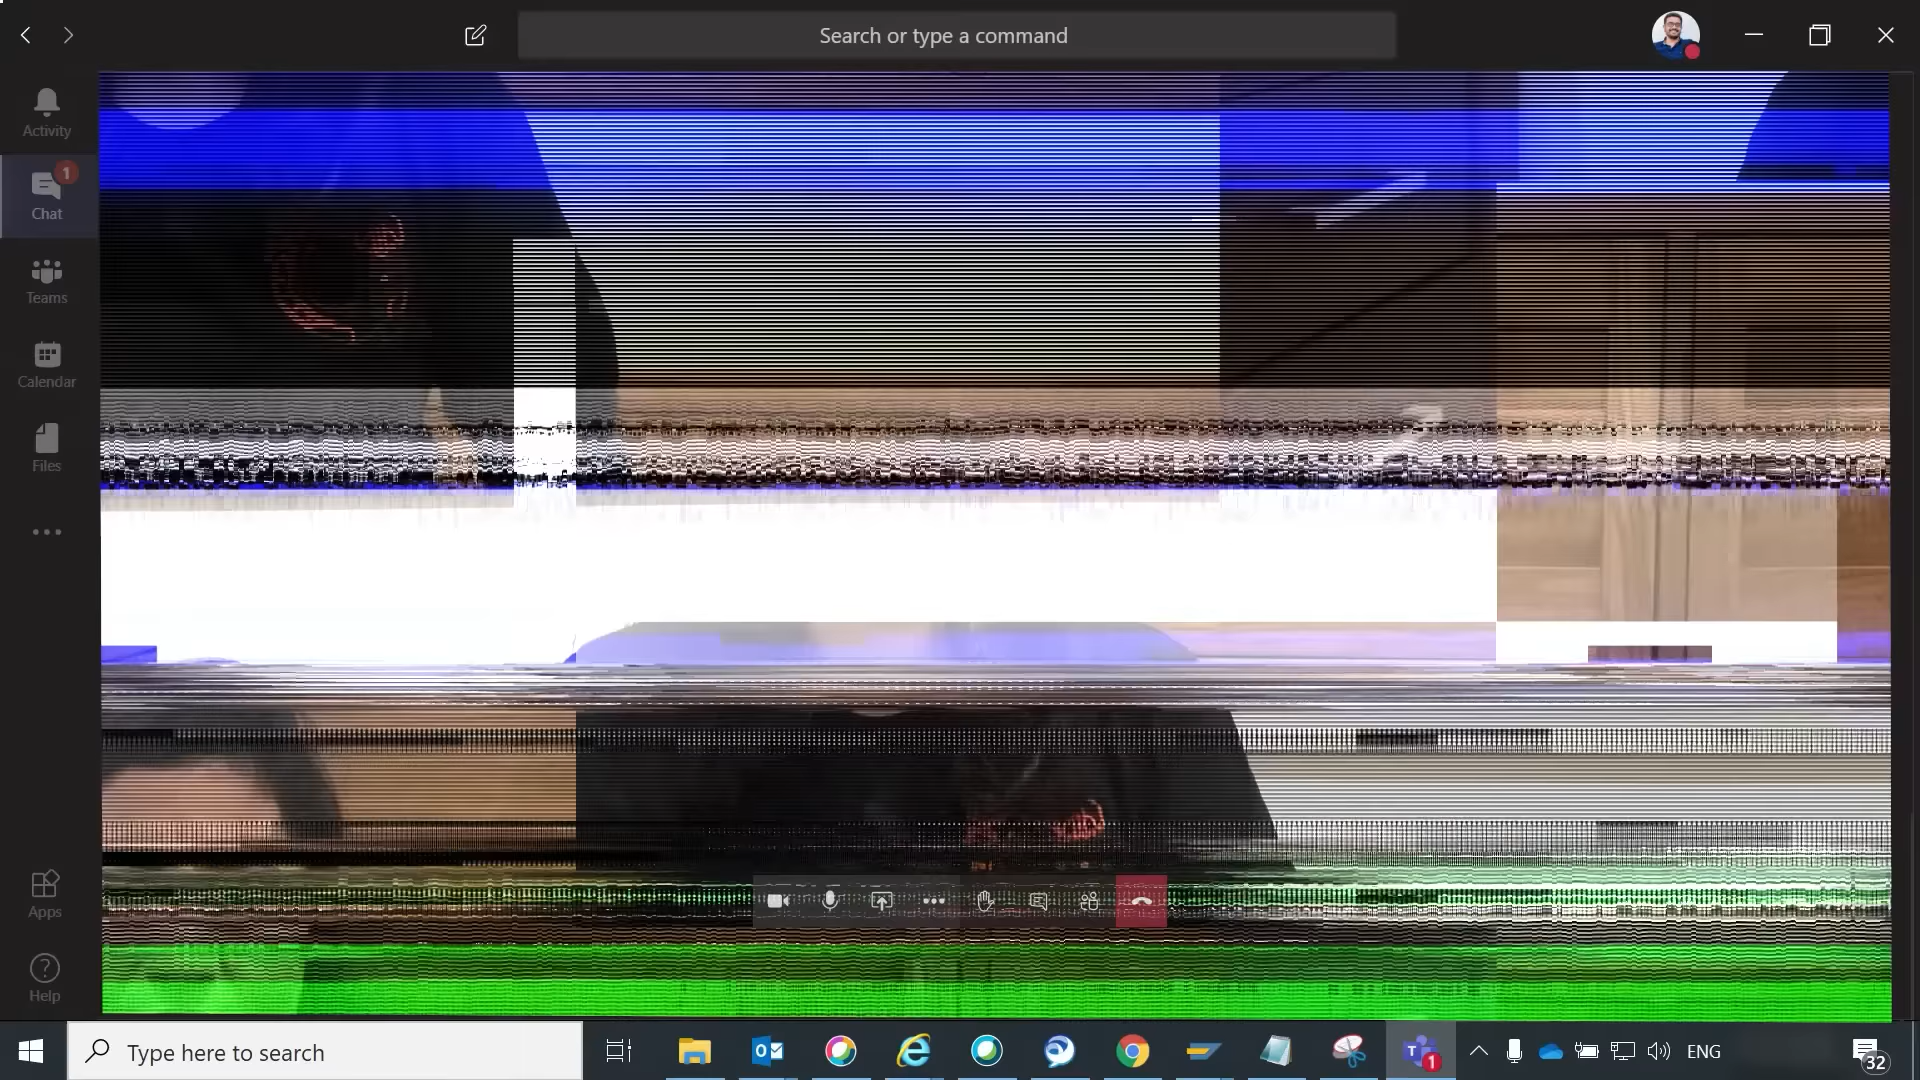 Search or type a command
Activity
1
Chat
Teams
Calendar
Files
Apps
Help
Type here to search
1
ENG
32